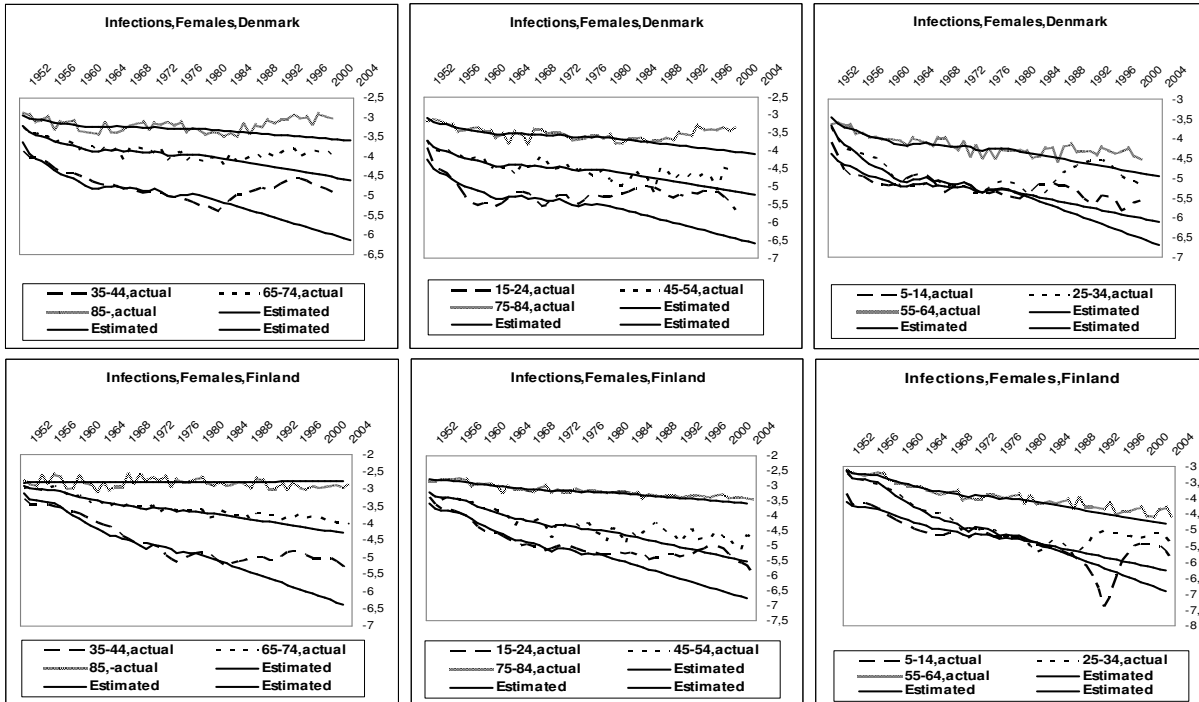 Infections,Females,Denmark
1952 1956 1960 1964 1968 1972 1976 1980 1984 1988 1992 1996 2000 2004
-2,5
-3
-3,5
-4
-4,5
-5
-5,5
-6
-6,5
35-44,actual 65-74,actual
85-,actual Estimated
Estimated Estimated
Infections,Females,Denmark
1952 1956 1960 1964 1968 1972 1976 1980 1984 1988 1992 1996 2000 2004
-2,5
-3
-3,5
-4
-4,5
-5
-5,5
-6
-6,5
-7
15-24,actual 45-54,actual
75-84,actual Estimated
Estimated Estimated
Infections,Females,Denmark
1952 1956 1960 1964 1968 1972 1976 1980 1984 1988 1992 1996 2000 2004
-3
-3,5
-4
-4,5
-5
-5,5
-6
-6,5
-7
5-14,actual 25-34,actual
55-64,actual Estimated
Estimated Estimated
Infections,Females,Finland
1952 1956 1960 1964 1968 1972 1976 1980 1984 1988 1992 1996 2000 2004
-2
-2,5
-3
-3,5
-4
-4,5
-5
-5,5
-6
-6,5
-7
35-44,actual 65-74,actual
85,-actual Estimated
Estimated Estimated
Infections,Females,Finland
1952 1956 1960 1964 1968 1972 1976 1980 1984 1988 1992 1996 2000 2004
-2
-2,5
-3
-3,5
-4
-4,5
-5
-5,5
-6
-6,5
-7
-7,5
15-24,actual 45-54,actual
75-84,actual Estimated
Estimated Estimated
Infections,Females,Finland
1952 1956 1960 1964 1968 1972 1976 1980 1984 1988 1992 1996 2000 2004
-3
-3,
-4
-4,
-5
-5,
-6
-6,
-7
-7,
-8
5-14,actual 25-34,actual
55-64,actual Estimated
Estimated Estimated